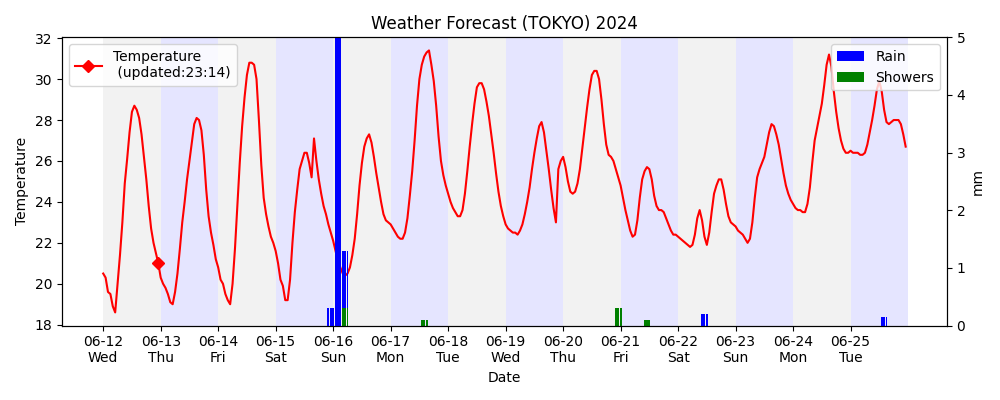 Weather Forecast (TOKYO) 2024
Temperature
(updated:23:14)
Rain
Showers
32
30
28
26
24
22
20
18
Temperature
5
4
3
2
1
0
mm
06-12 06-13 06-14 06-15 06-16 06-17 06-18 06-19 06-20 06-21 06-22 06-23 06-24 06-25
Wed Thu Fri Sat Sun Mon Tue Wed Thu Fri Sat Sun Mon Tue
Date